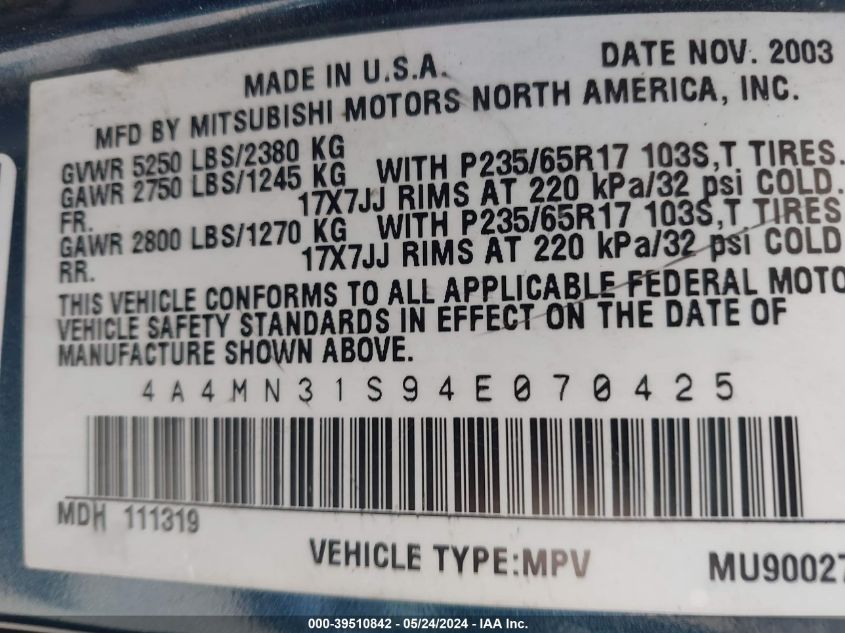 DATE NOV. 2003
MADE IN U.S.A.
MFD BY MITSUBISHI MOTORS NORTH AMERICA, INC.
GVWR 5250 LBS/2380 KG
GAWR 2750 LBS/1245 KG WITH P235/65R17 103S,T TIRES.
FR. 17X7JJ RIMS AT 220 kPa/32 psi COLD.
GAWR 2800 LBS/1270 KG WITH P235/65R17 103S,T TIRES
RR. 17X7JJ RIMS AT 220 kPa/32 psi COLD
THIS VEHICLE CONFORMS TO ALL APPLICABLE FEDERAL MOTO
VEHICLE SAFETY STANDARDS IN EFFECT ON THE DATE OF
MANUFACTURE SHOWN ABOVE.
4A4MN31S94E070425
MDH 111319
VEHICLE TYPE:MPV MU90027
000-39510842 - 05/24/2024 - IAA Inc.